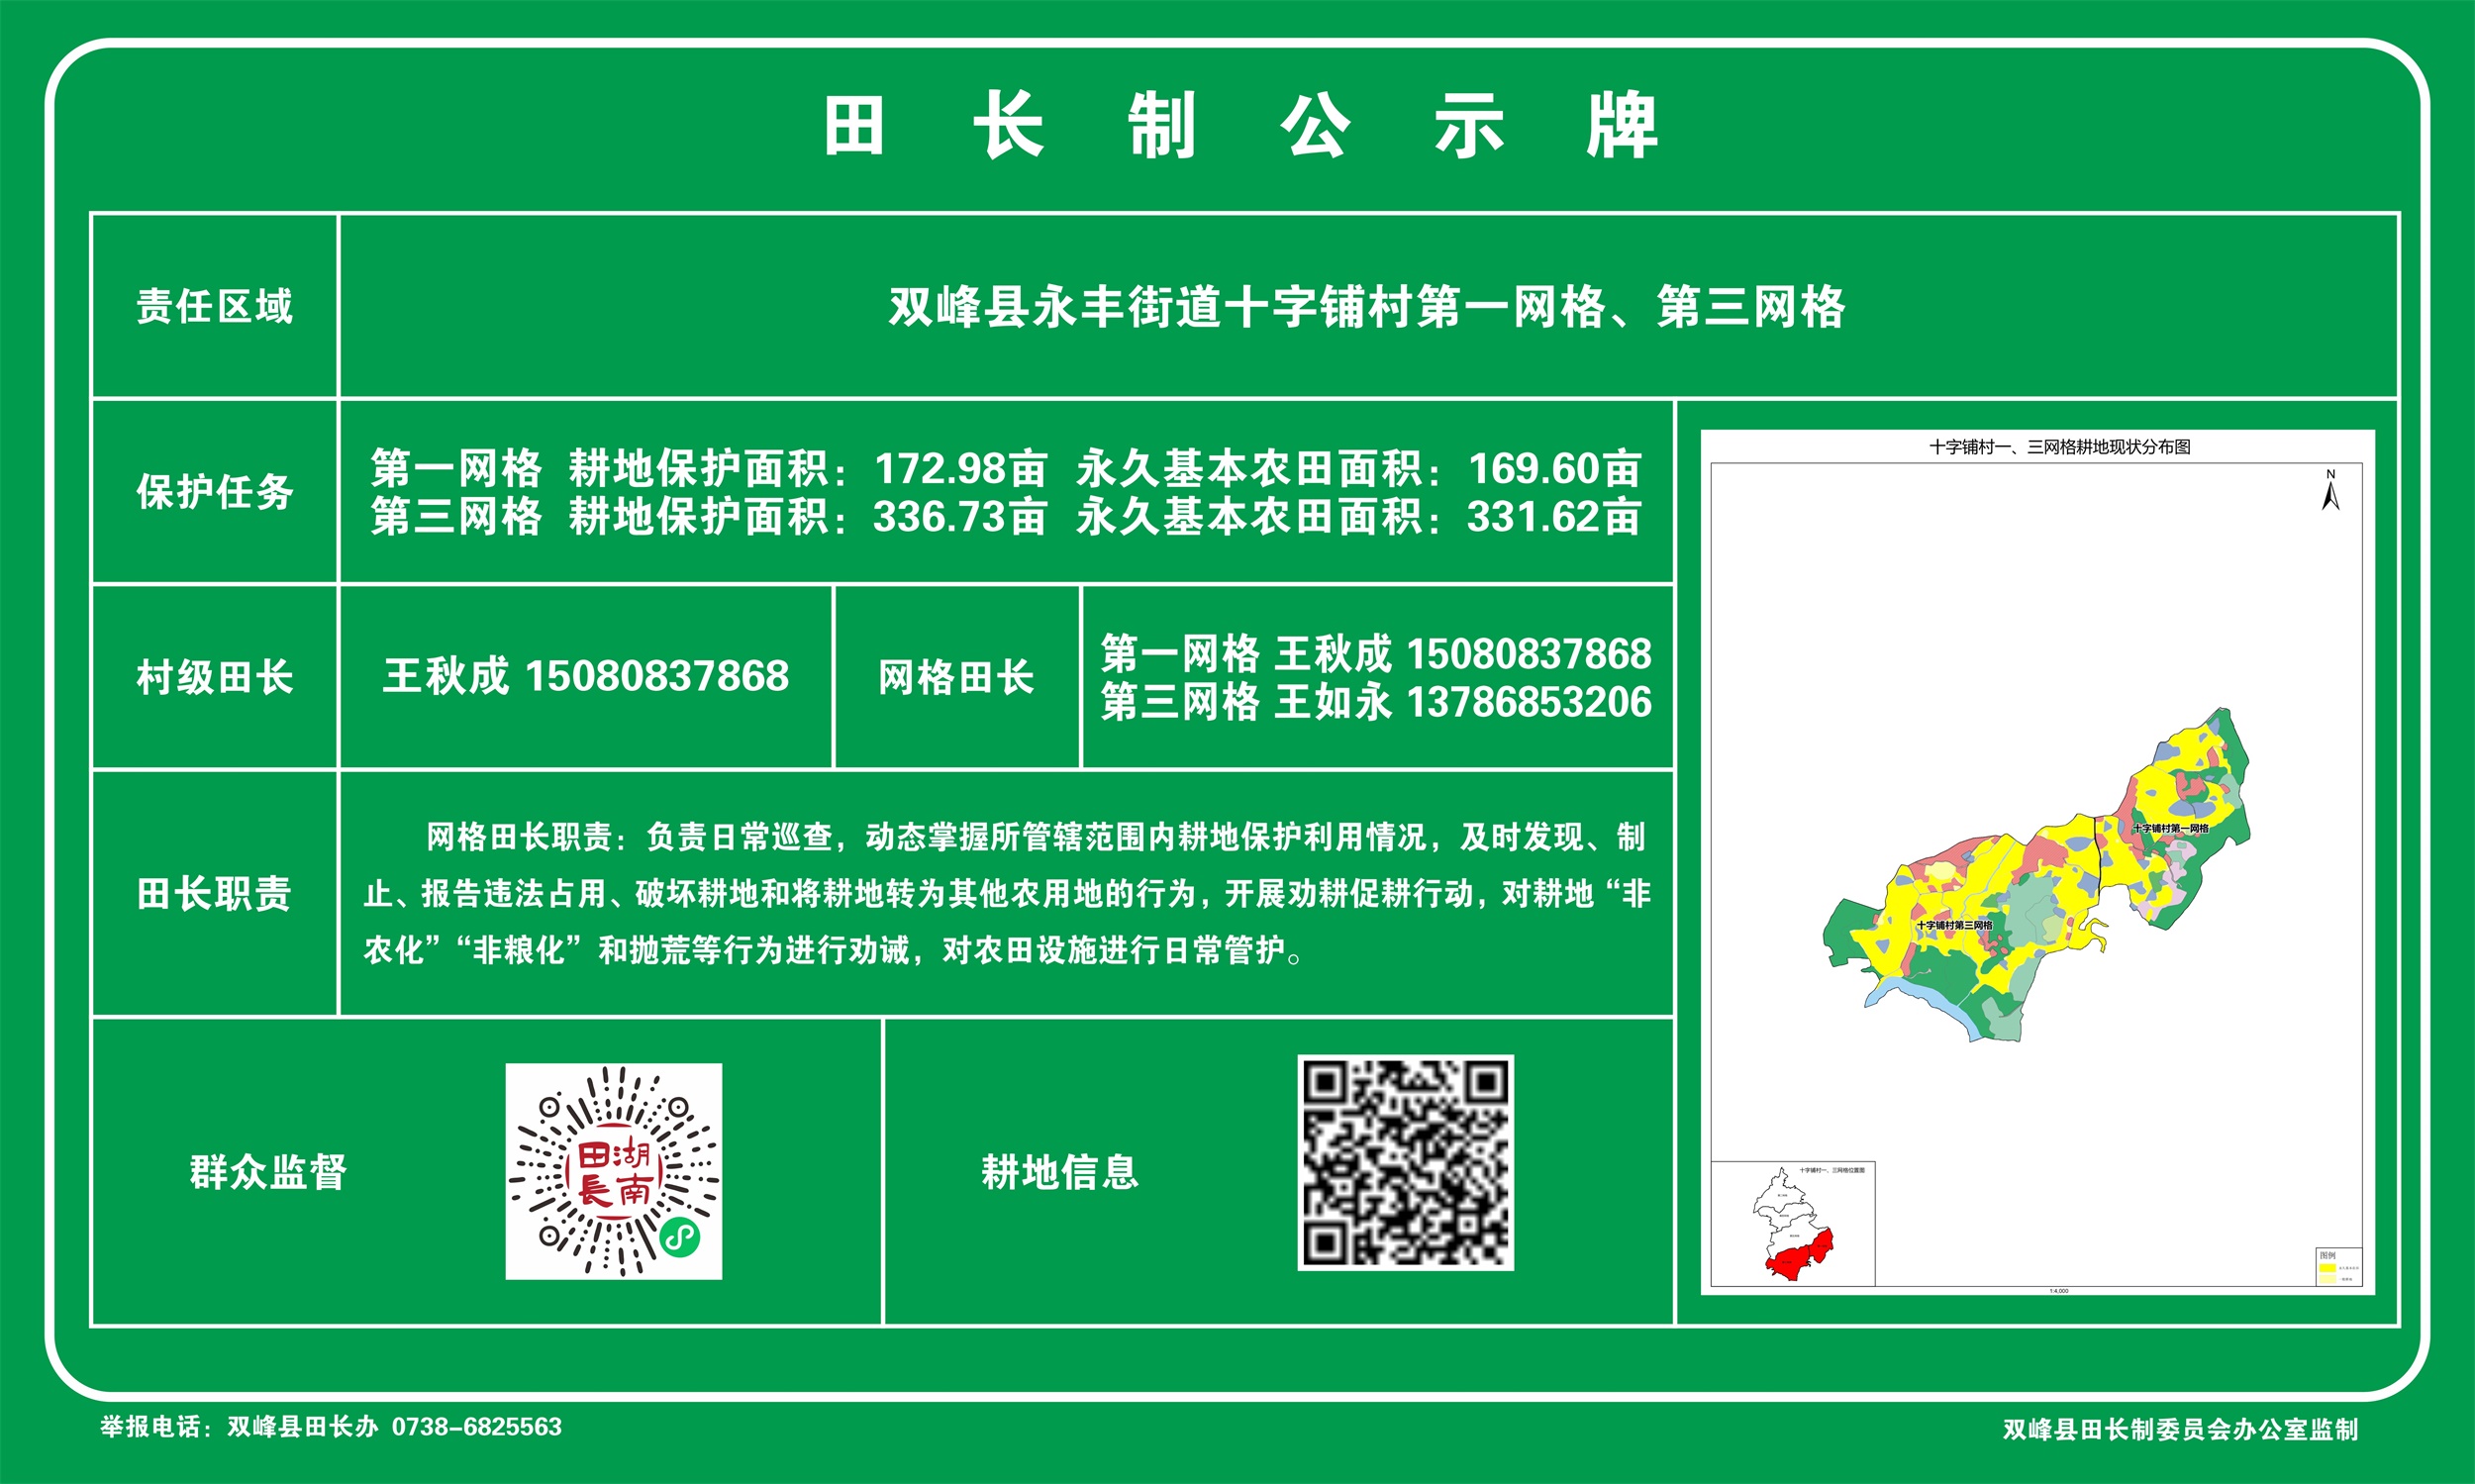 田长制公示牌
责任区域
双峰县永丰街道十字铺村第一网格、第三网格
保护任务
第一网格 耕地保护面积：172.98亩 永久基本农田面积：169.60亩
第三网格 耕地保护面积：336.73亩 永久基本农田面积：331.62亩
村级田长
王秋成 15080837868
网格田长
第一网格 王秋成 15080837868
第三网格 王如永 13786853206
田长职责
网格田长职责：负责日常巡查，动态掌握所管辖范围内耕地保护利用情况，及时发现、制
止、报告违法占用、破坏耕地和将耕地转为其他农用地的行为，开展劝耕促耕行动，对耕地“非
农化”“非粮化”和抛荒等行为进行劝诫，对农田设施进行日常管护。
群众监督
湖南
田長
耕地信息
十字铺村一、三网格耕地现状分布图
N
十字铺村第一网格
十字铺村第三网格
十字铺村一、三网格位置图
图例
1:4,000
举报电话：双峰县田长办 0738-6825563
双峰县田长制委员会办公室监制